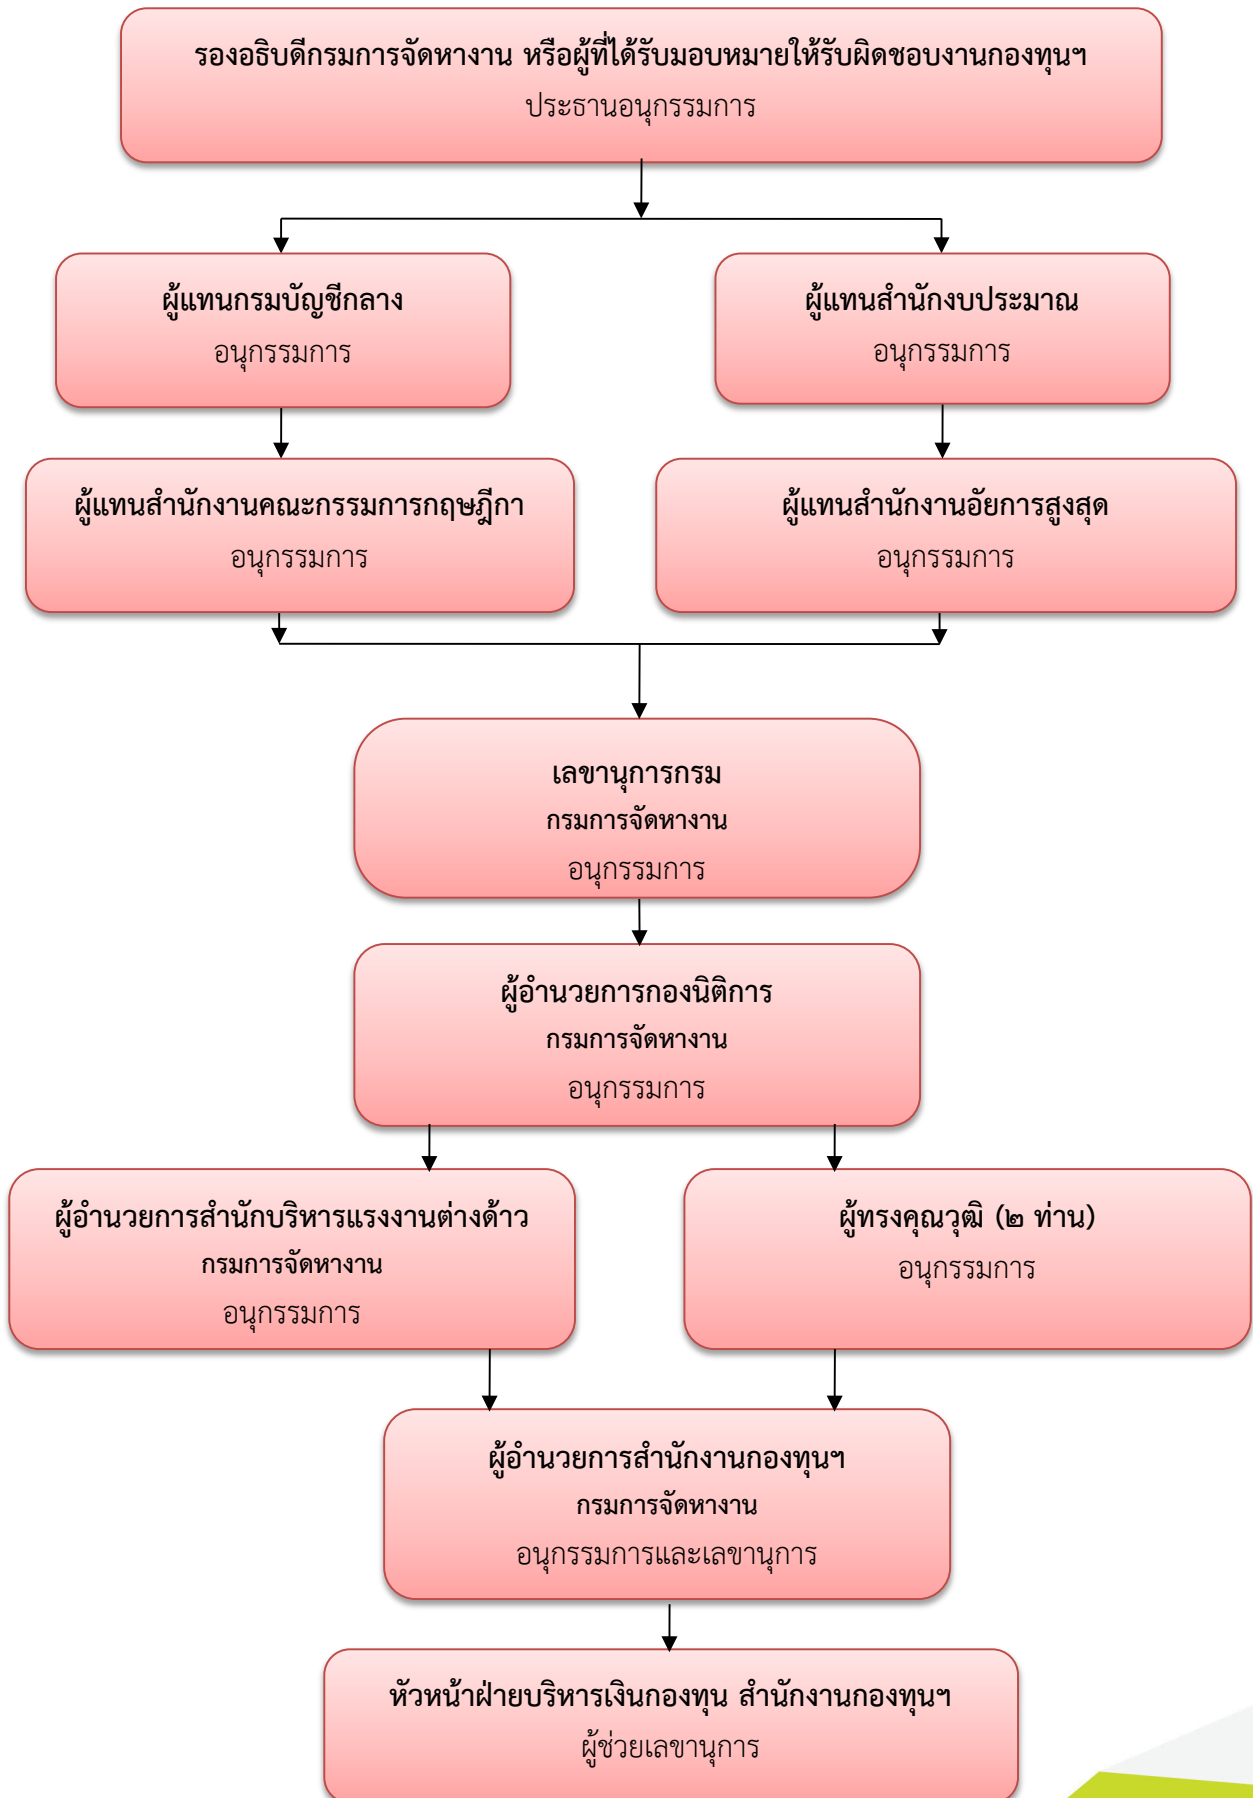 รองอธิบดีกรมการจัดหางาน หรือผู้ที่ได้รับมอบหมายให้รับผิดชอบงานกองทุนฯ
ประธานอนุกรรมการ
ผู้แทนกรมบัญชีกลาง
อนุกรรมการ
ผู้แทนสำนักงบประมาณ
อนุกรรมการ
ผู้แทนสำนักงานคณะกรรมการกฤษฎีกา
อนุกรรมการ
ผู้แทนสำนักงานอัยการสูงสุด
อนุกรรมการ
เลขานุการกรม
กรมการจัดหางาน
อนุกรรมการ
ผู้อำนวยการกองนิติการ
กรมการจัดหางาน
อนุกรรมการ
ผู้อำนวยการสำนักบริหารแรงงานต่างด้าว
กรมการจัดหางาน
อนุกรรมการ
ผู้ทรงคุณวุฒิ (๒ ท่าน)
อนุกรรมการ
ผู้อำนวยการสำนักงานกองทุนฯ
กรมการจัดหางาน
อนุกรรมการและเลขานุการ
หัวหน้าฝ่ายบริหารเงินกองทุน สำนักงานกองทุนฯ
ผู้ช่วยเลขานุการ